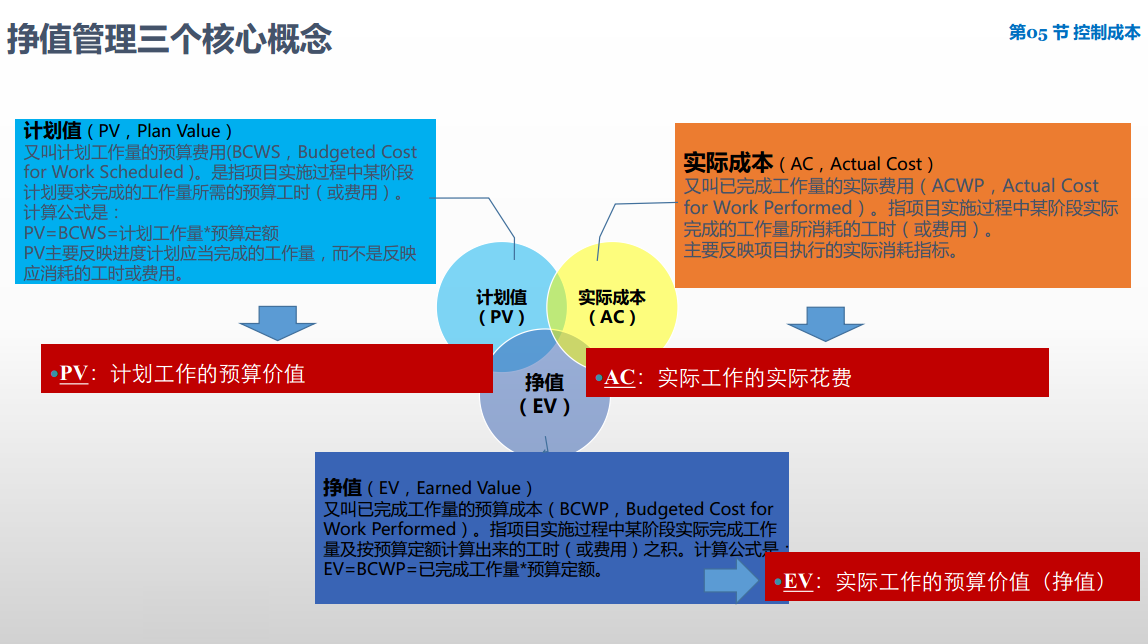 挣值管理三个核心概念
第05 节 控制成本
计划值（PV，Plan Value）
又叫计划工作量的预算费用(BCWS，Budgeted Cost
for Work Scheduled）。是指项目实施过程中某阶段
计划要求完成的工作量所需的预算工时（或费用）。
计算公式是：
PV=BCWS=计划工作量*预算定额
PV主要反映进度计划应当完成的工作量，而不是反映
应消耗的工时或费用。
实际成本（AC，Actual Cost）
又叫已完成工作量的实际费用（ACWP，Actual Cost
for Work Performed）。指项目实施过程中某阶段实际
完成的工作量所消耗的工时（或费用）。
主要反映项目执行的实际消耗指标。
计划值
（PV）
实际成本
（AC）
•PV：计划工作的预算价值
•AC：实际工作的实际花费
挣值
（EV）
挣值（EV，Earned Value）
又叫已完成工作量的预算成本（BCWP，Budgeted Cost for
Work Performed）。指项目实施过程中某阶段实际完成工作
量及按预算定额计算出来的工时（或费用）之积。计算公式是：
EV=BCWP=已完成工作量*预算定额。
•EV：实际工作的预算价值（挣值）